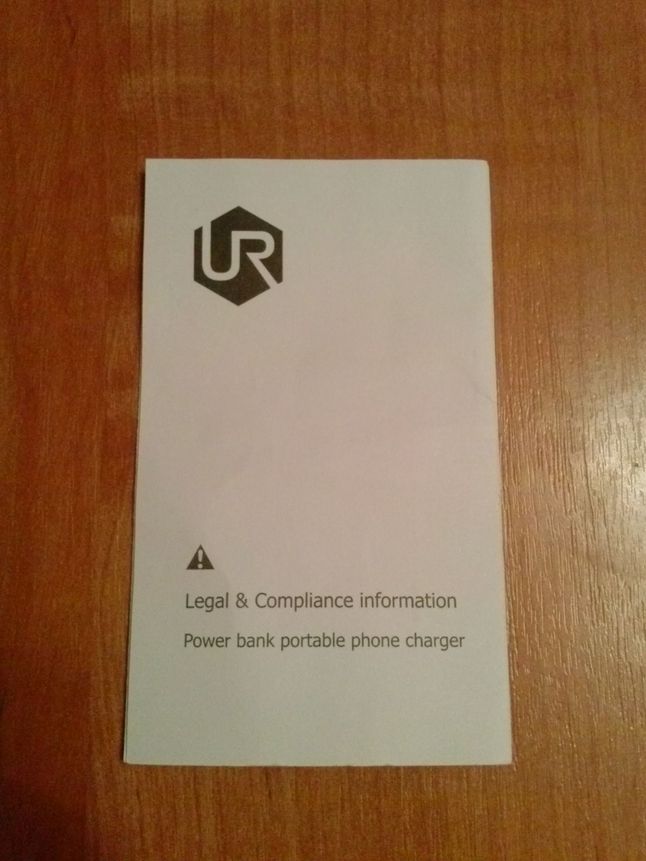 UR
Legal & Compliance information
Power bank portable phone charger